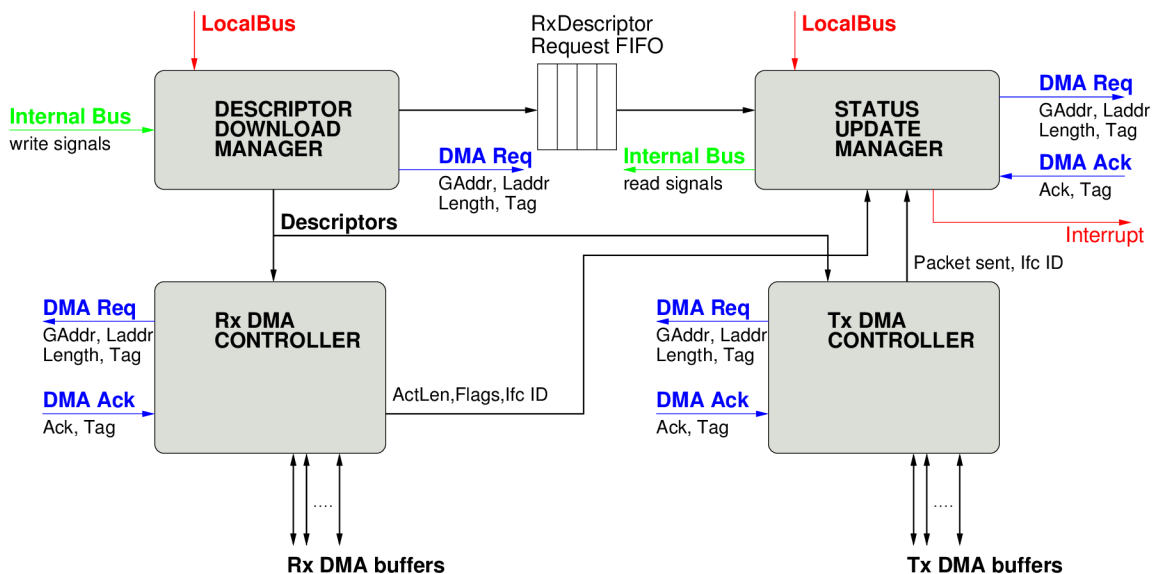 LocalBus
RxDescriptor
Request FIFO
LocalBus
Internal Bus
write signals
DESCRIPTOR
DOWNLOAD
MANAGER
DMA Req
GAddr, Laddr
Length, Tag
Internal Bus
read signals
STATUS
UPDATE
MANAGER
DMA Req
GAddr, Laddr
Length, Tag
DMA Ack
Ack, Tag
Interrupt
Descriptors
Packet sent, Ifc ID
DMA Req
GAddr, Laddr
Length, Tag
DMA Ack
Ack, Tag
Rx DMA
CONTROLLER
ActLen,Flags,Ifc ID
DMA Req
GAddr, Laddr
Length, Tag
DMA Ack
Ack, Tag
Tx DMA
CONTROLLER
....
....
Rx DMA buffers
Tx DMA buffers